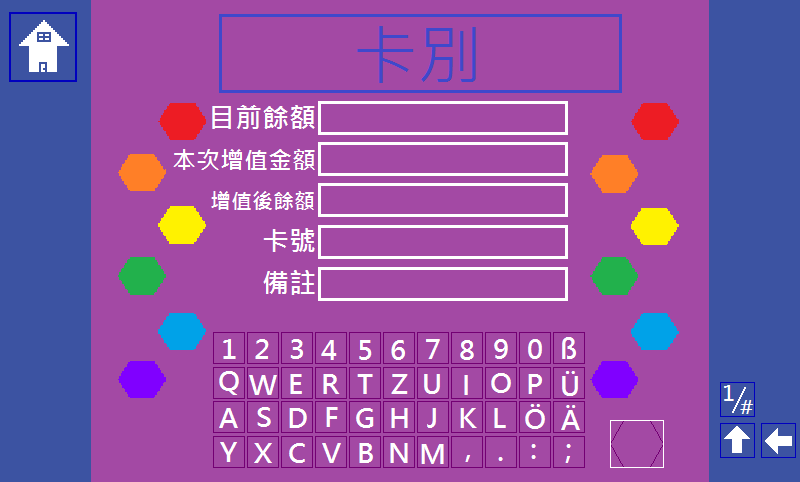 卡別
目前餘額
本次增值金額
增值後餘額
卡號
備註
1 2 3 4 5 6 7 8 9 0 ß
Q W E R T Z U I O P Ü
A S D F G H J K L Ö Ä
Y X C V B N M , . : ;
1/#